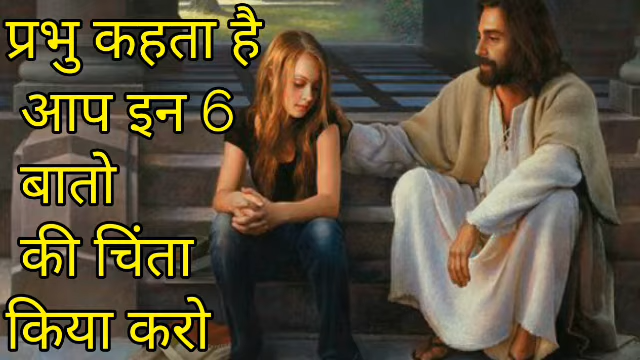 प्रभु कहता है
आप इन 6
बातो
की चिंता
किया करो